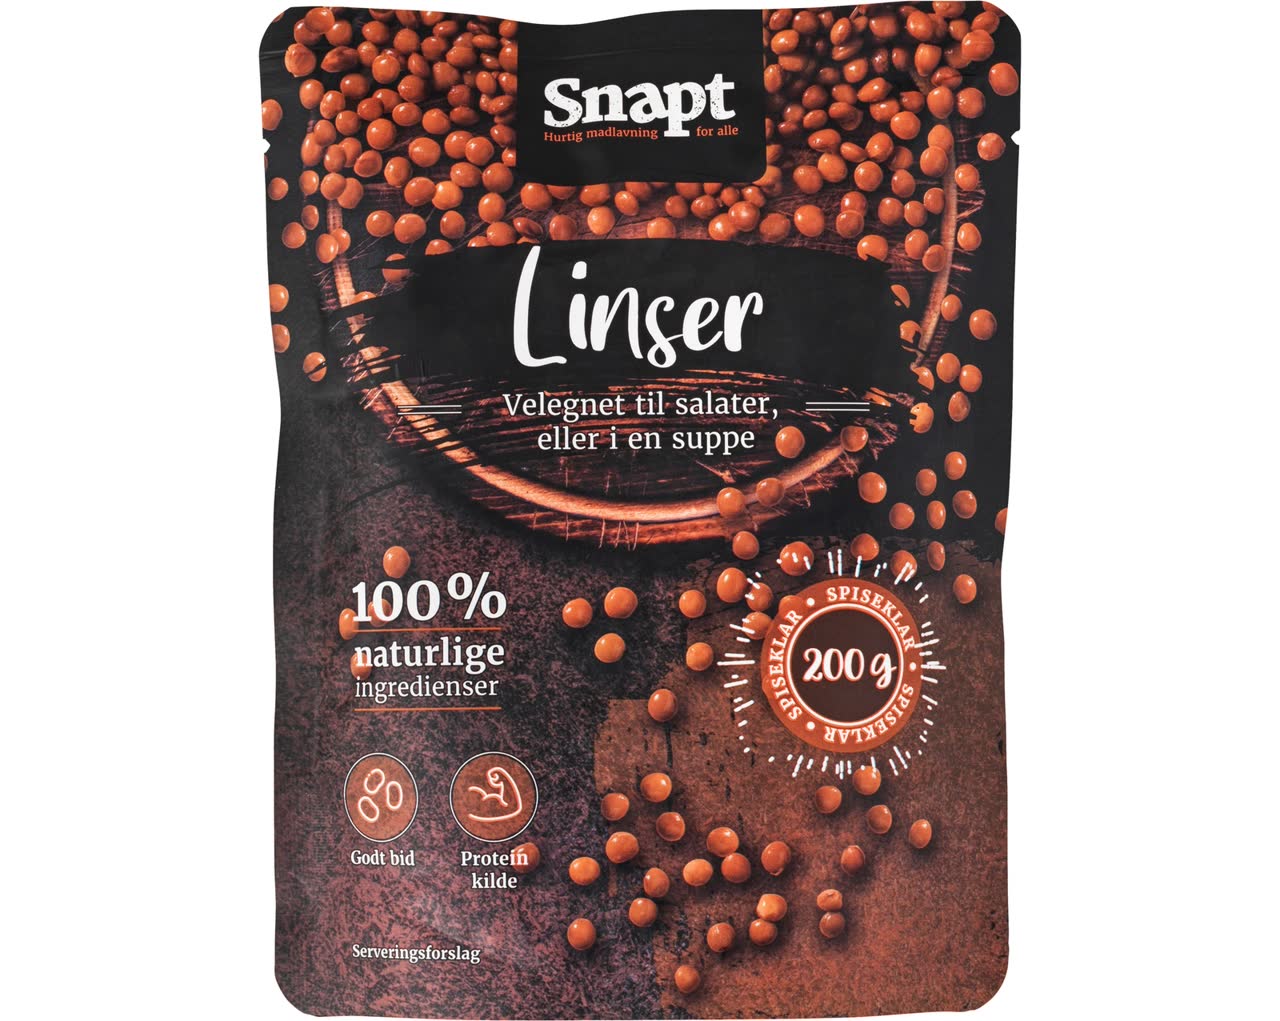 Snapt
Hurtig madlavning for alle
Linser
Velegnet til salater,
eller i en suppe
100%
naturlige
ingredienser
SPISEKLAR • SPISEKLAR • SPISEKLAR •
200 g
Godt bid
Protein
kilde
Serveringsforslag